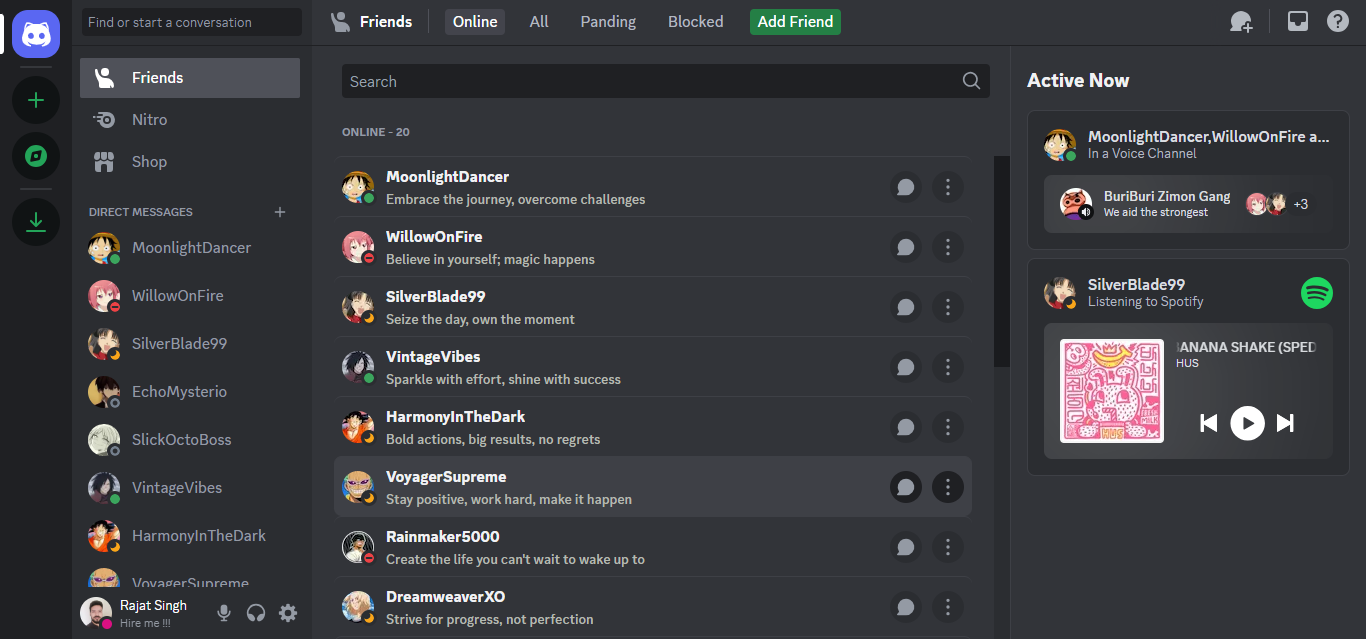 Find or start a conversation
Friends
Nitro
Shop
DIRECT MESSAGES
MoonlightDancer
WillowOnFire
SilverBlade99
EchoMysterio
SlickOctoBoss
VintageVibes
HarmonyInTheDark
VoyagerSupreme
Rajat Singh
Hire me !!!
Friends Online All Panding Blocked Add Friend
Search
ONLINE - 20
MoonlightDancer
Embrace the journey, overcome challenges
WillowOnFire
Believe in yourself; magic happens
SilverBlade99
Seize the day, own the moment
VintageVibes
Sparkle with effort, shine with success
HarmonyInTheDark
Bold actions, big results, no regrets
VoyagerSupreme
Stay positive, work hard, make it happen
Rainmaker5000
Create the life you can't wait to wake up to
DreamweaverXO
Strive for progress, not perfection
Active Now
MoonlightDancer,WillowOnFire a...
In a Voice Channel
BuriBuri Zimon Gang
We aid the strongest
+3
SilverBlade99
Listening to Spotify
ANANA SHAKE (SPED
HUS
HUS